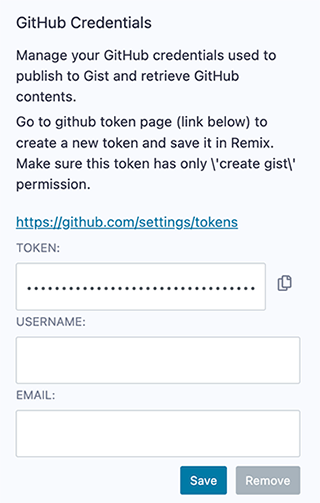 GitHub Credentials
Manage your GitHub credentials used to
publish to Gist and retrieve GitHub
contents.
Go to github token page (link below) to
create a new token and save it in Remix.
Make sure this token has only \'create gist\'
permission.
https://github.com/settings/tokens
TOKEN:
•••••••••••••••••••••••••••••••••
USERNAME:
EMAIL:
Save
Remove